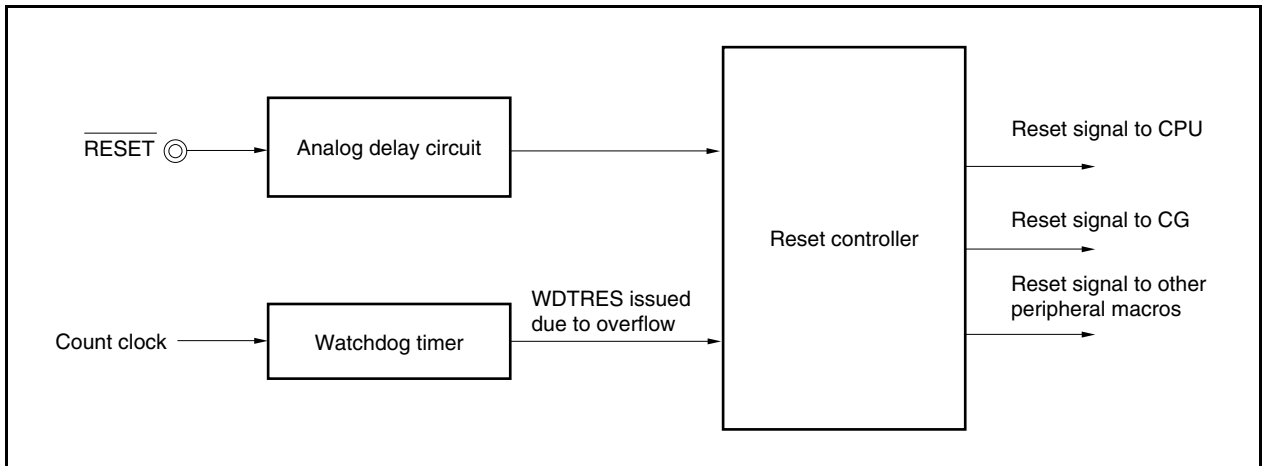 RESET
Analog delay circuit
Reset controller
Reset signal to CPU
Reset signal to CG
Reset signal to other
peripheral macros
Count clock
Watchdog timer
WDTRES issued
due to overflow